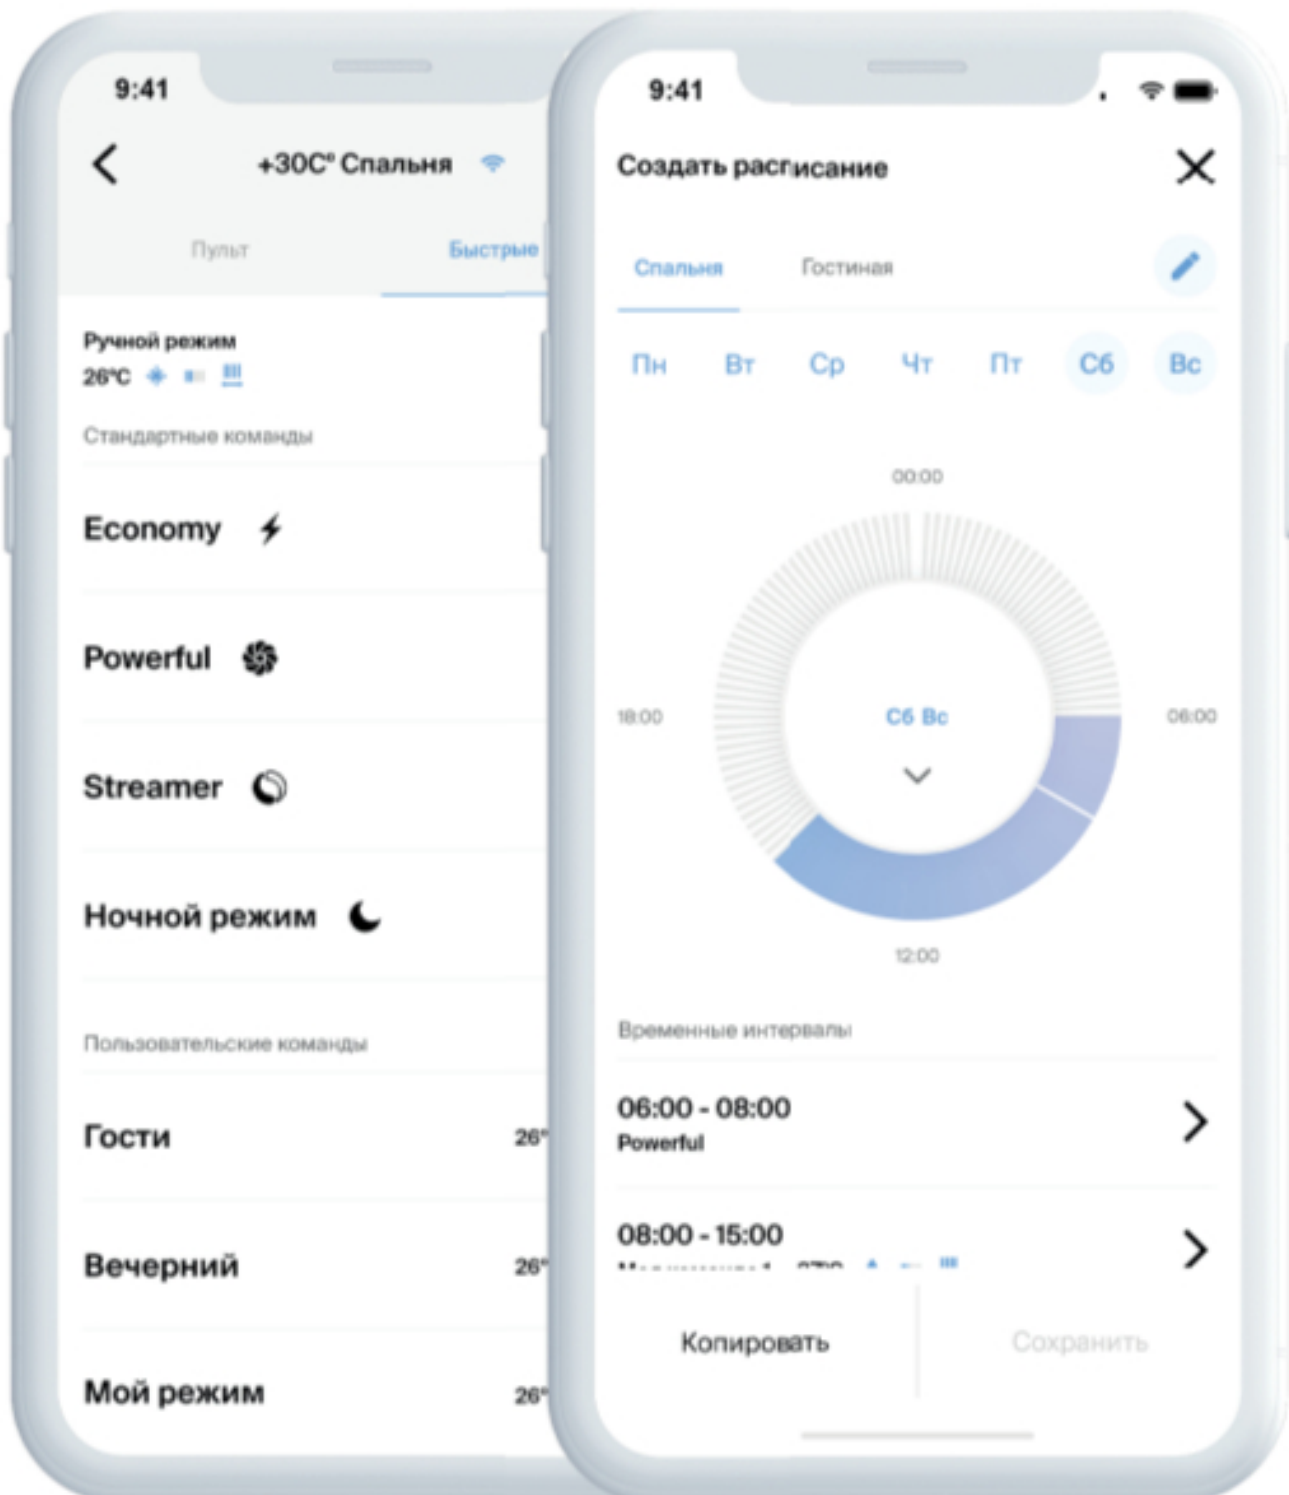 9:41
+30C° Спальня
Пульт
Быстрые
Ручной режим
26°C
Стандартные команды
Economy
Powerful
Streamer
Ночной режим
Пользовательские команды
Гости 26°
Вечерний 26°
Мой режим 26°
9:41
Создать расписание
Спальня Гостиная
Пн Вт Ср Чт Пт Сб Вс
00:00
18:00 Сб Вс 06:00
12:00
Временные интервалы
06:00 - 08:00
Powerful
08:00 - 15:00
Копировать Сохранить